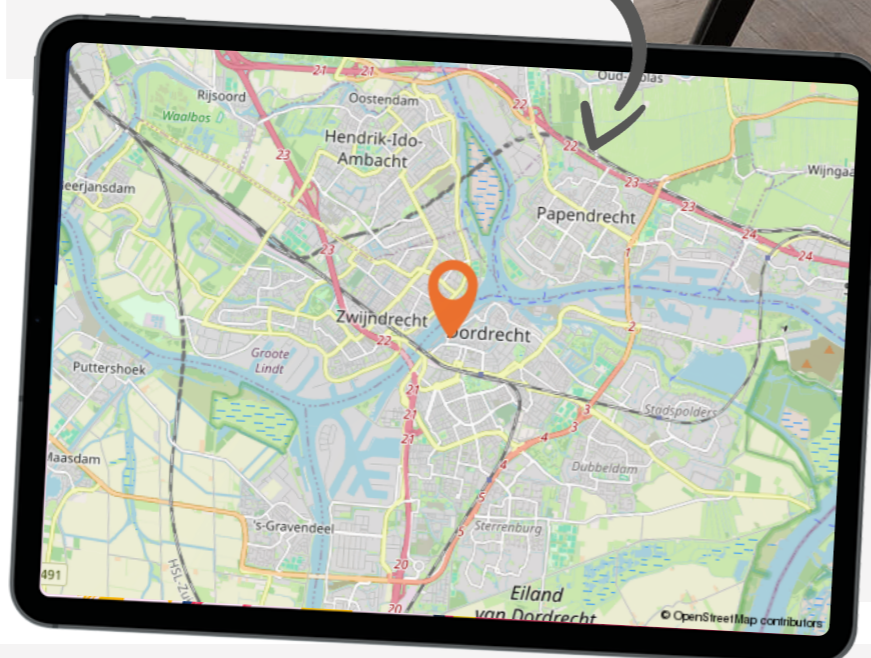 21 21
Oud-
Rijsoord
Oostendam
22
Waalbos
Hendrik-Ido-
Ambacht
22
23
Wijngaa
eerjansdam
23
23
Papendrecht
24
23
1
24
Zwijndrecht
Dordrecht
2
22
Groote
Lindt
Puttershoek
21
21
21
3
3
Stadspolders
4
4
Maasdam
Dubbeldam
5
's-Gravendeel
5
Sterrenburg
20
491
HSL-Zu
20
Eiland
van Dordrecht
© OpenStreetMap contributors